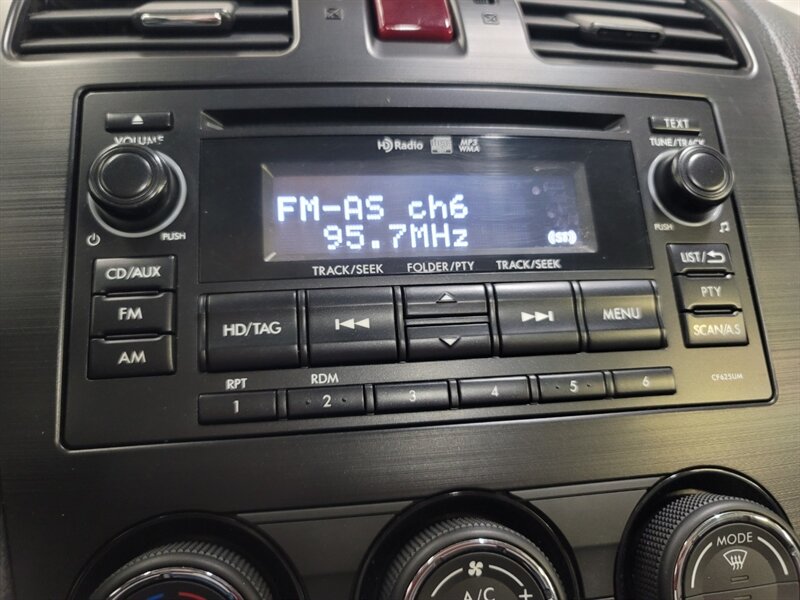 VOLUME
TEXT
TUNE/TRACK
HD Radio MP3
WMA
FM-AS ch6
95.7MHz (ST)
PUSH
PUSH
TRACK/SEEK FOLDER/PTY TRACK/SEEK
CD/AUX
LIST/
FM
HD/TAG
MENU
PTY
AM
SCAN/A.S
RPT RDM
CF625UM
1 2 3 4 5 6
MODE
A/C +